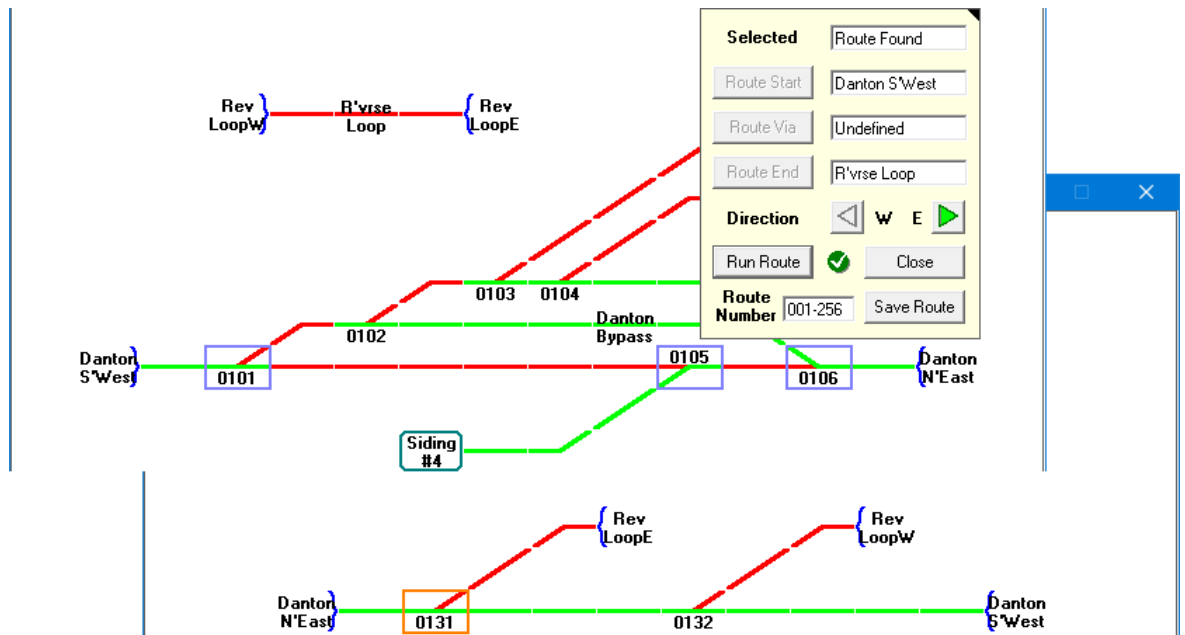 Selected Route Found
Route Start Danton S'West
Route Via Undefined
Route End R'vrse Loop
Direction W E
Run Route Close
Route
Number 001-256 Save Route
Rev
LoopW
R'vrse
Loop
Rev
LoopE
0103 0104
0102
Danton
Bypass
Danton
S'West
0101
0105
0106
Danton
N'East
Siding
#4
Rev
LoopE
Rev
LoopW
Danton
N'East
0131
0132
Danton
S'West